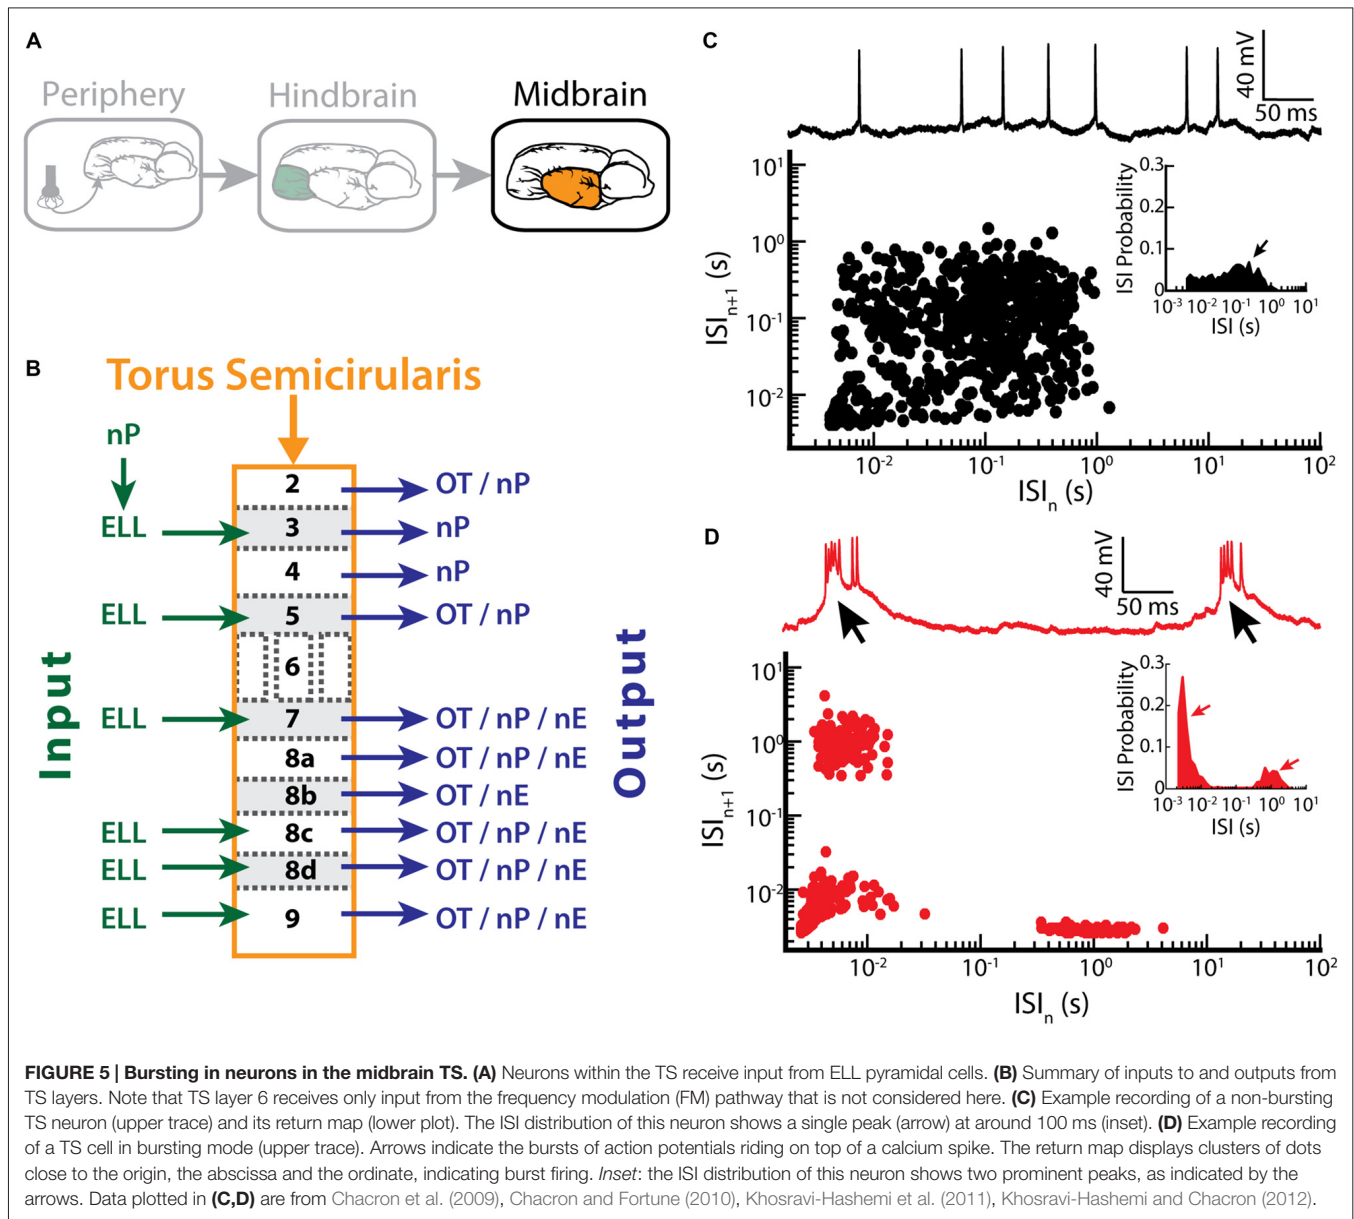 A
Periphery
Hindbrain
Midbrain
B
Torus Semicirularis
nP
Input
Output
2
OT / nP
ELL
3
nP
4
nP
ELL
5
OT / nP
6
ELL
7
OT / nP / nE
8a
OT / nP / nE
8b
OT / nE
ELL
8c
OT / nP / nE
ELL
8d
OT / nP / nE
ELL
9
OT / nP / nE
C
40 mV
50 ms
10¹
10⁰
10⁻¹
10⁻²
ISIₙ₊₁ (s)
10⁻² 10⁻¹ 10⁰ 10¹ 10²
ISIₙ (s)
0.3
0.2
0.1
0
ISI Probability
10⁻³ 10⁻² 10⁻¹ 10⁰ 10¹
ISI (s)
D
40 mV
50 ms
10¹
10⁰
10⁻¹
10⁻²
ISIₙ₊₁ (s)
10⁻² 10⁻¹ 10⁰ 10¹ 10²
ISIₙ (s)
0.3
0.2
0.1
0
ISI Probability
10⁻³ 10⁻² 10⁻¹ 10⁰ 10¹
ISI (s)
FIGURE 5 | Bursting in neurons in the midbrain TS. (A) Neurons within the TS receive input from ELL pyramidal cells. (B) Summary of inputs to and outputs from
TS layers. Note that TS layer 6 receives only input from the frequency modulation (FM) pathway that is not considered here. (C) Example recording of a non-bursting
TS neuron (upper trace) and its return map (lower plot). The ISI distribution of this neuron shows a single peak (arrow) at around 100 ms (inset). (D) Example recording
of a TS cell in bursting mode (upper trace). Arrows indicate the bursts of action potentials riding on top of a calcium spike. The return map displays clusters of dots
close to the origin, the abscissa and the ordinate, indicating burst firing. Inset: the ISI distribution of this neuron shows two prominent peaks, as indicated by the
arrows. Data plotted in (C,D) are from Chacron et al. (2009), Chacron and Fortune (2010), Khosravi-Hashemi et al. (2011), Khosravi-Hashemi and Chacron (2012).